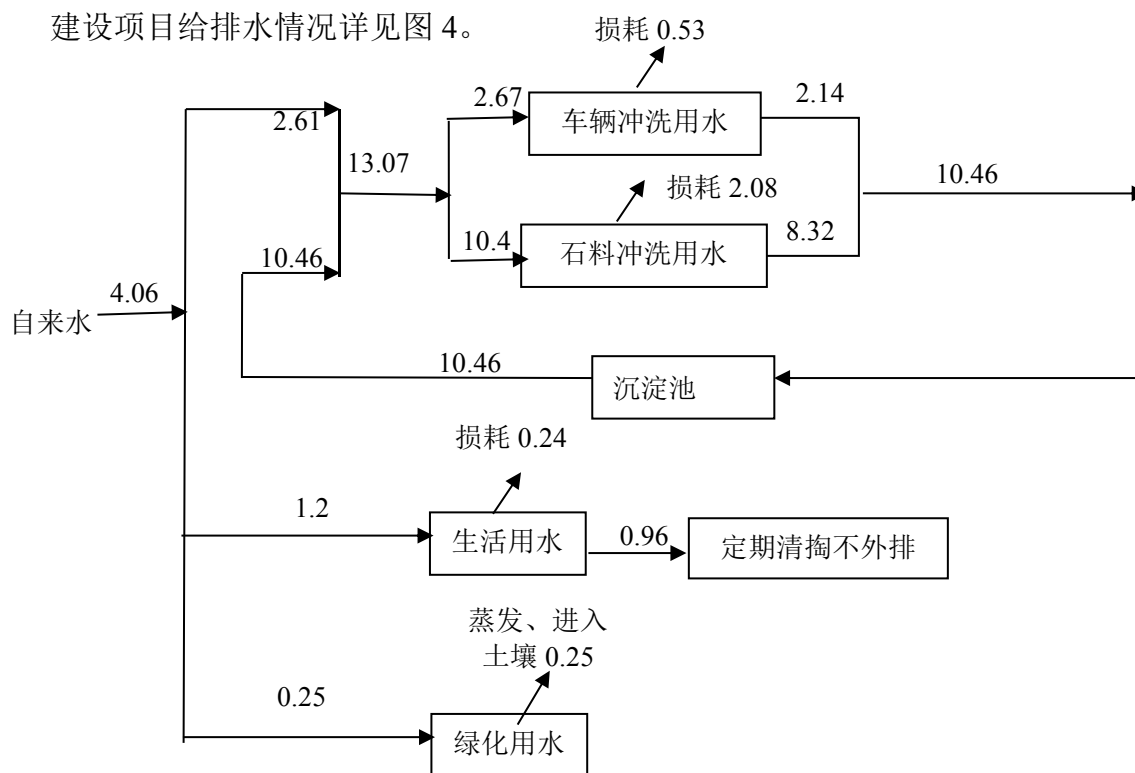 建设项目给排水情况详见图 4。
损耗 0.53
2.61
2.67
车辆冲洗用水
2.14
13.07
损耗 2.08
10.46
10.4
石料冲洗用水
8.32
10.46
4.06
自来水
10.46
沉淀池
损耗 0.24
1.2
生活用水
0.96
定期清掏不外排
蒸发、进入
土壤 0.25
0.25
绿化用水